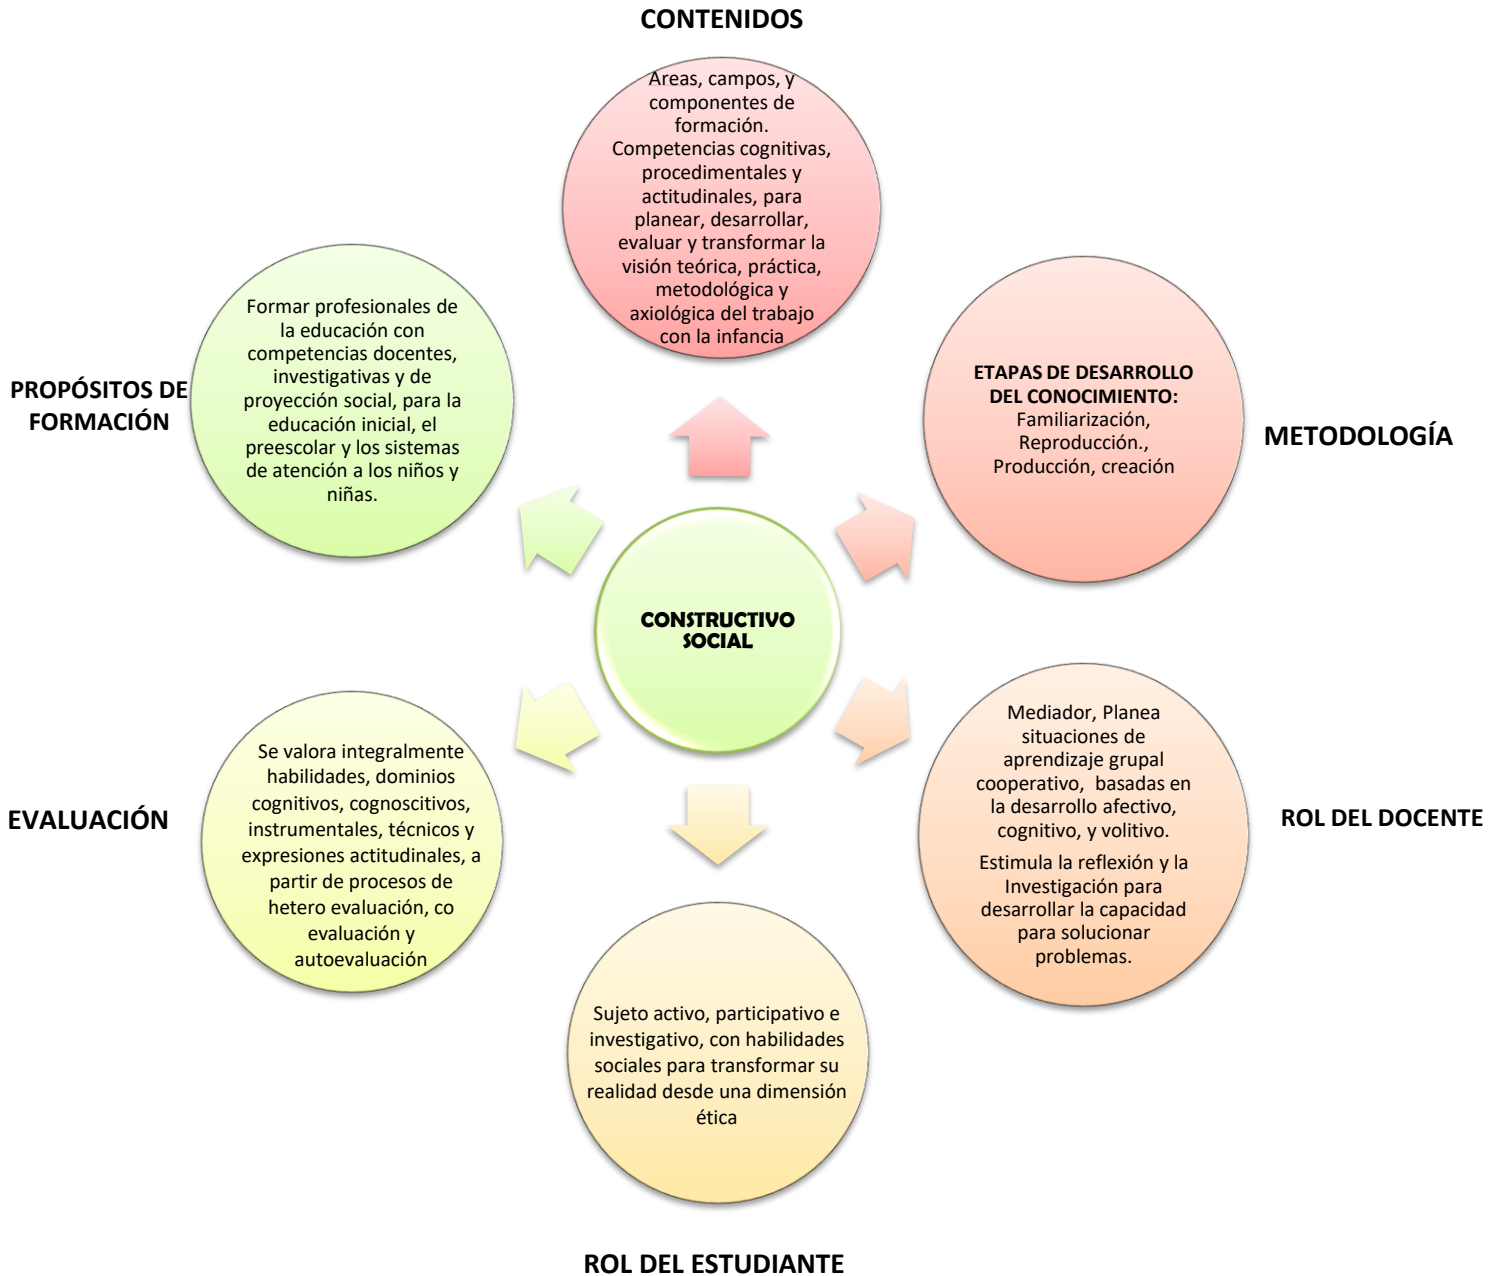 CONTENIDOS
Areas, campos, y
componentes de
formación.
Competencias cognitivas,
procedimentales y
actitudinales, para
planear, desarrollar,
evaluar y transformar la
visión teórica, práctica,
metodológica y
axiológica del trabajo
con la infancia
PROPÓSITOS DE
FORMACIÓN
Formar profesionales de
la educación con
competencias docentes,
investigativas y de
proyección social, para la
educación inicial, el
preescolar y los sistemas
de atención a los niños y
niñas.
ETAPAS DE DESARROLLO
DEL CONOCIMIENTO:
Familiarización,
Reproducción.,
Producción, creación
METODOLOGÍA
CONSTRUCTIVO
SOCIAL
EVALUACIÓN
Se valora integralmente
habilidades, dominios
cognitivos, cognoscitivos,
instrumentales, técnicos y
expresiones actitudinales, a
partir de procesos de
hetero evaluación, co
evaluación y
autoevaluación
Mediador, Planea
situaciones de
aprendizaje grupal
cooperativo,  basadas en
la desarrollo afectivo,
cognitivo, y volitivo.
Estimula la reflexión y la
Investigación para
desarrollar la capacidad
para solucionar
problemas.
ROL DEL DOCENTE
Sujeto activo, participativo e
investigativo, con habilidades
sociales para transformar su
realidad desde una dimensión
ética
ROL DEL ESTUDIANTE